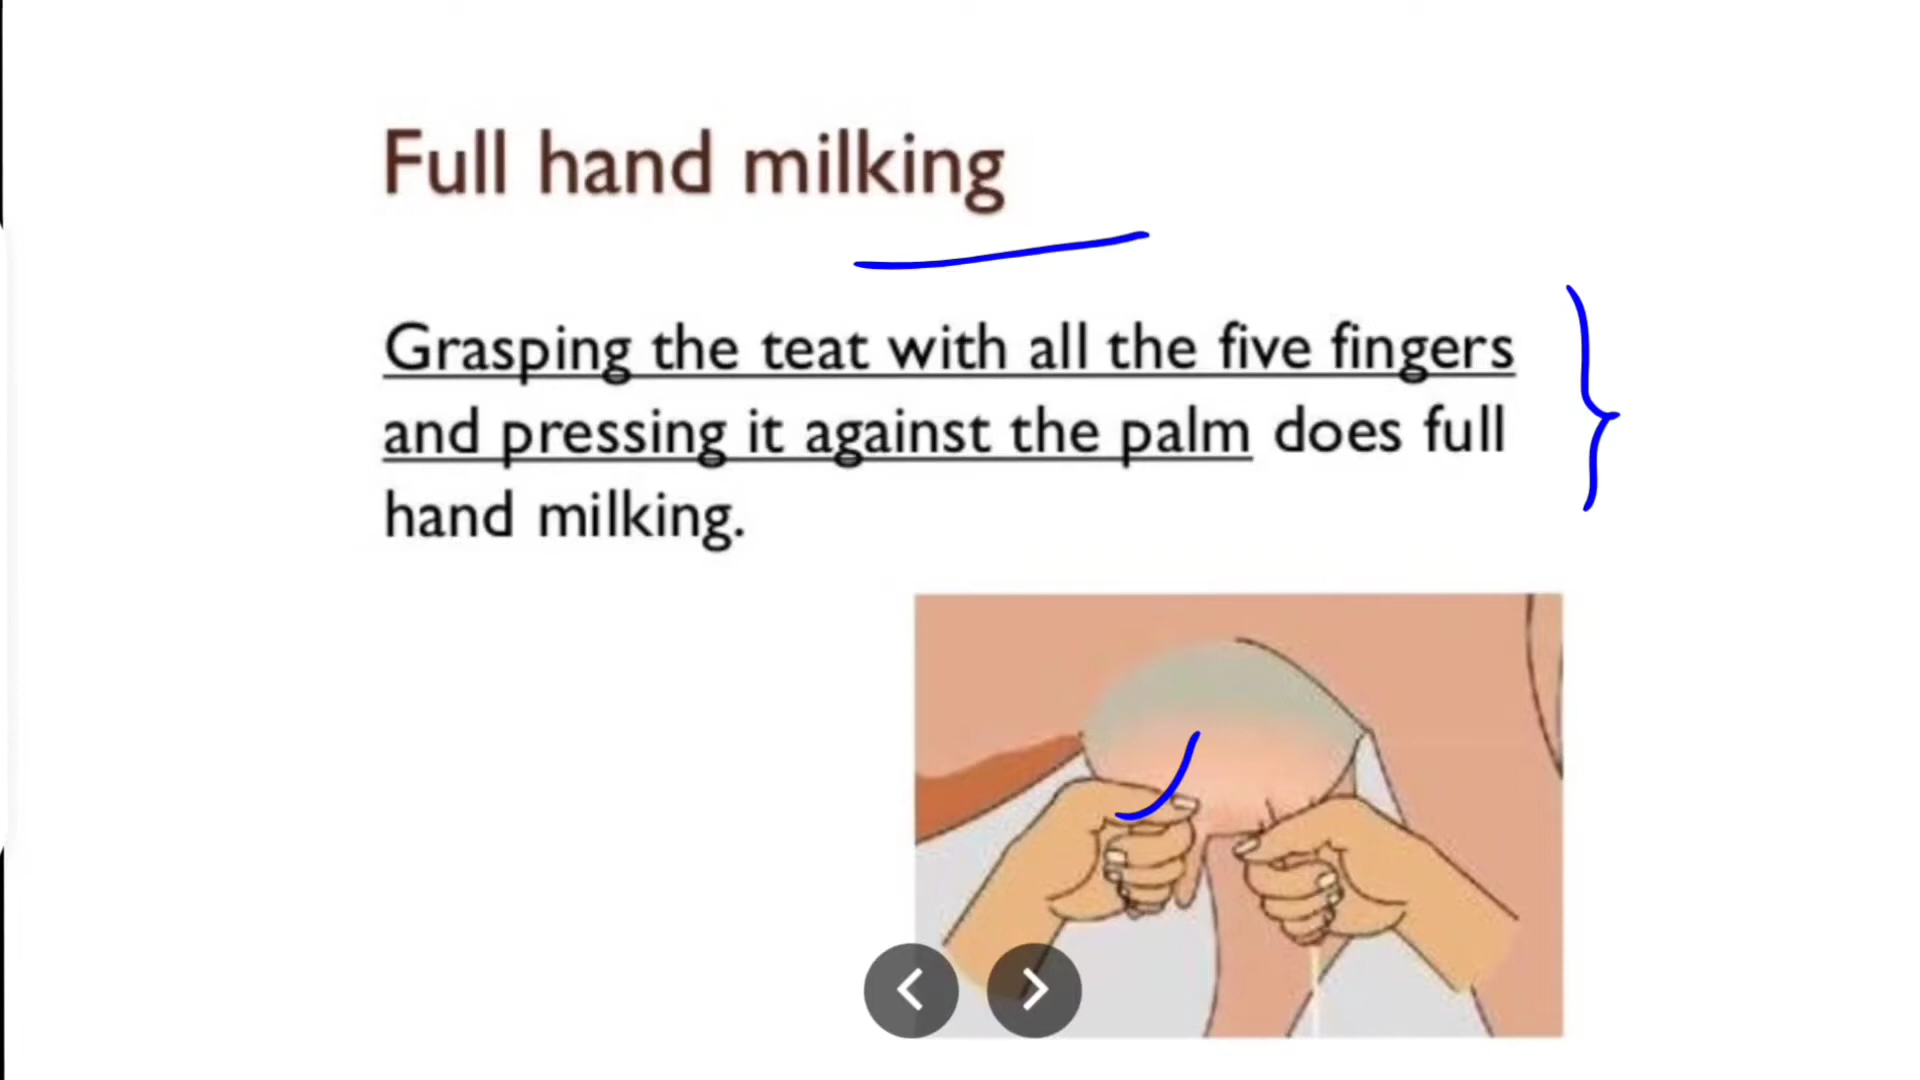 Full hand milking
Grasping the teat with all the five fingers
and pressing it against the palm does full
hand milking.